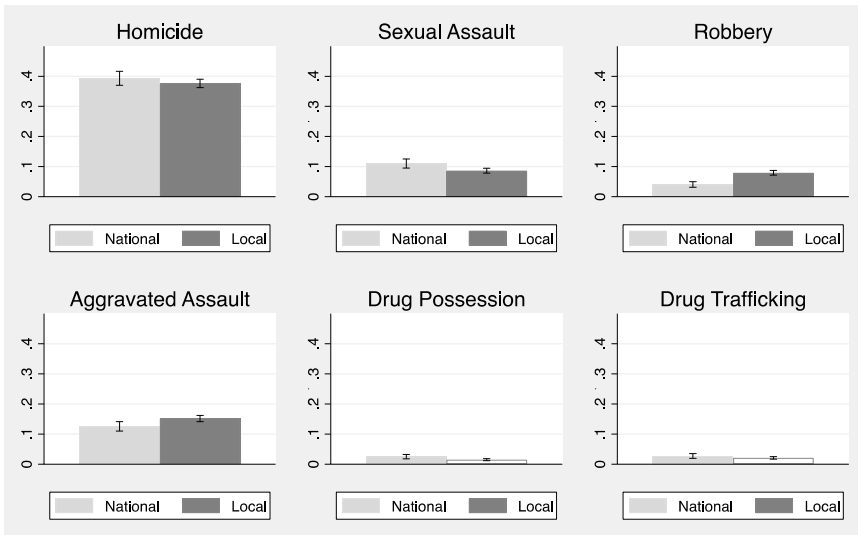 Homicide
.4
.3
.2
.1
0
National Local
Sexual Assault
.4
.3
.2
.1
0
National Local
Robbery
.4
.3
.2
.1
0
National Local
Aggravated Assault
.4
.3
.2
.1
0
National Local
Drug Possession
.4
.3
.2
.1
0
National Local
Drug Trafficking
.4
.3
.2
.1
0
National Local